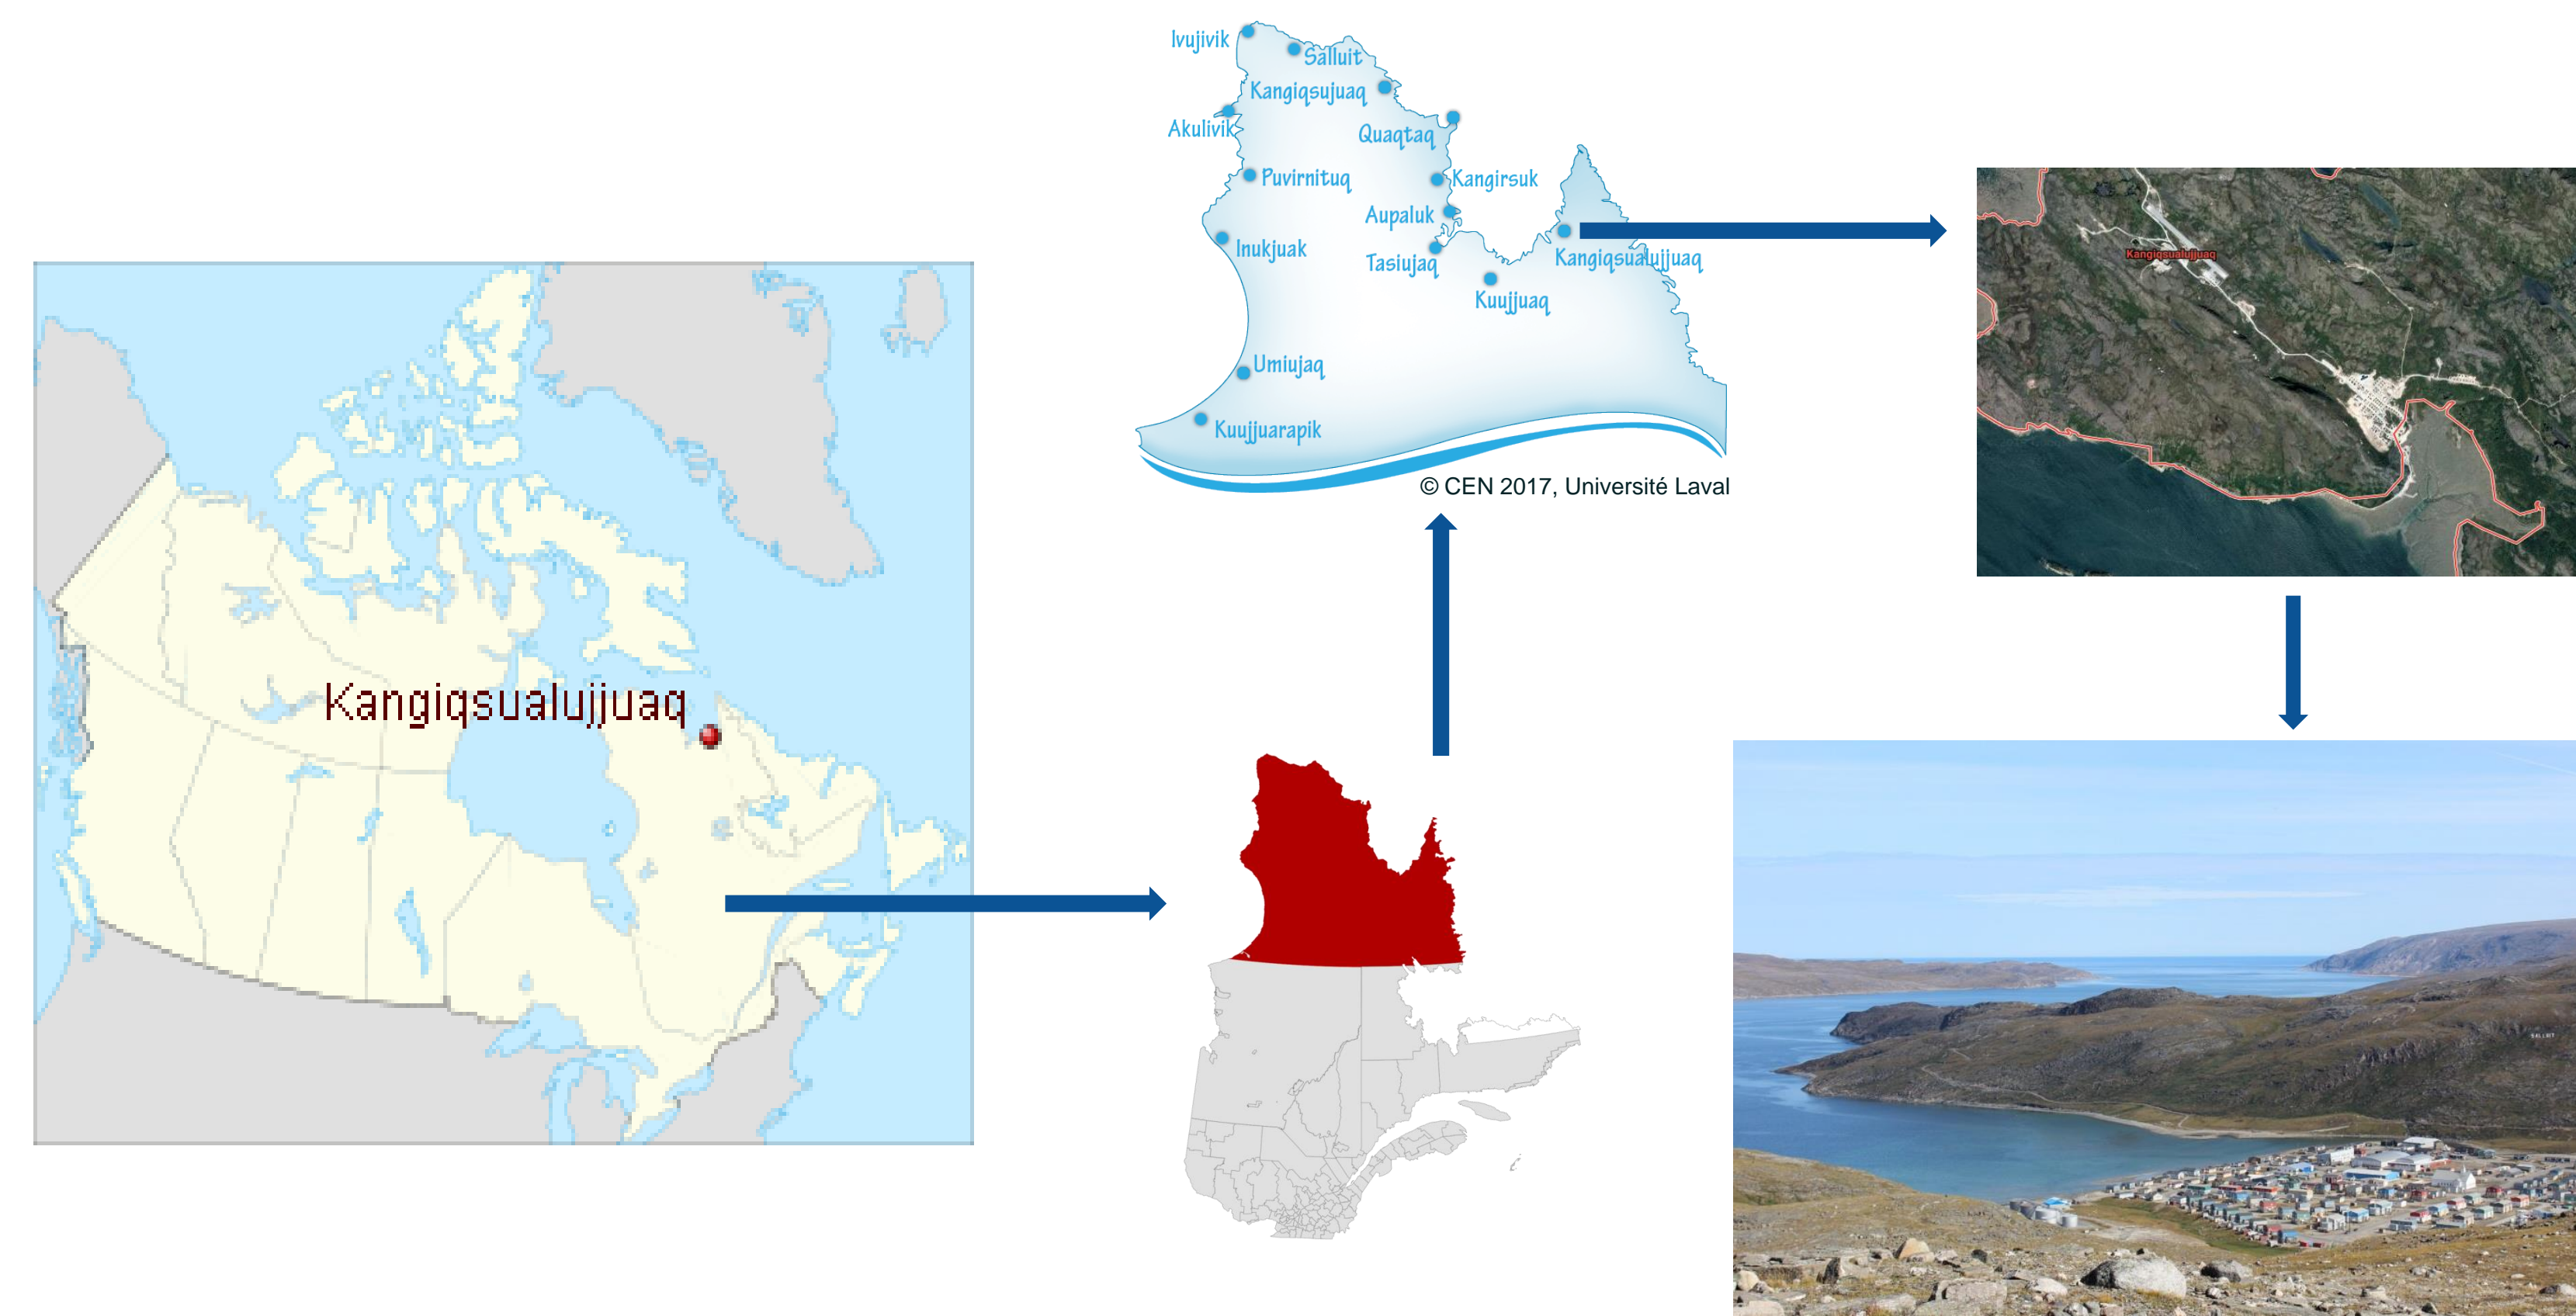 Kangiqsualujjuaq
Ivujivik
Salluit
Kangiqsujuaq
Akulivik
Quaqtaq
Puvirnituq
Kangirsuk
Aupaluk
Inukjuak
Tasiujaq
Kangiqsualujjuaq
Kuujjuaq
Umiujaq
Kuujjuarapik
© CEN 2017, Université Laval
Kangiqsualujjuaq
SALLUIT